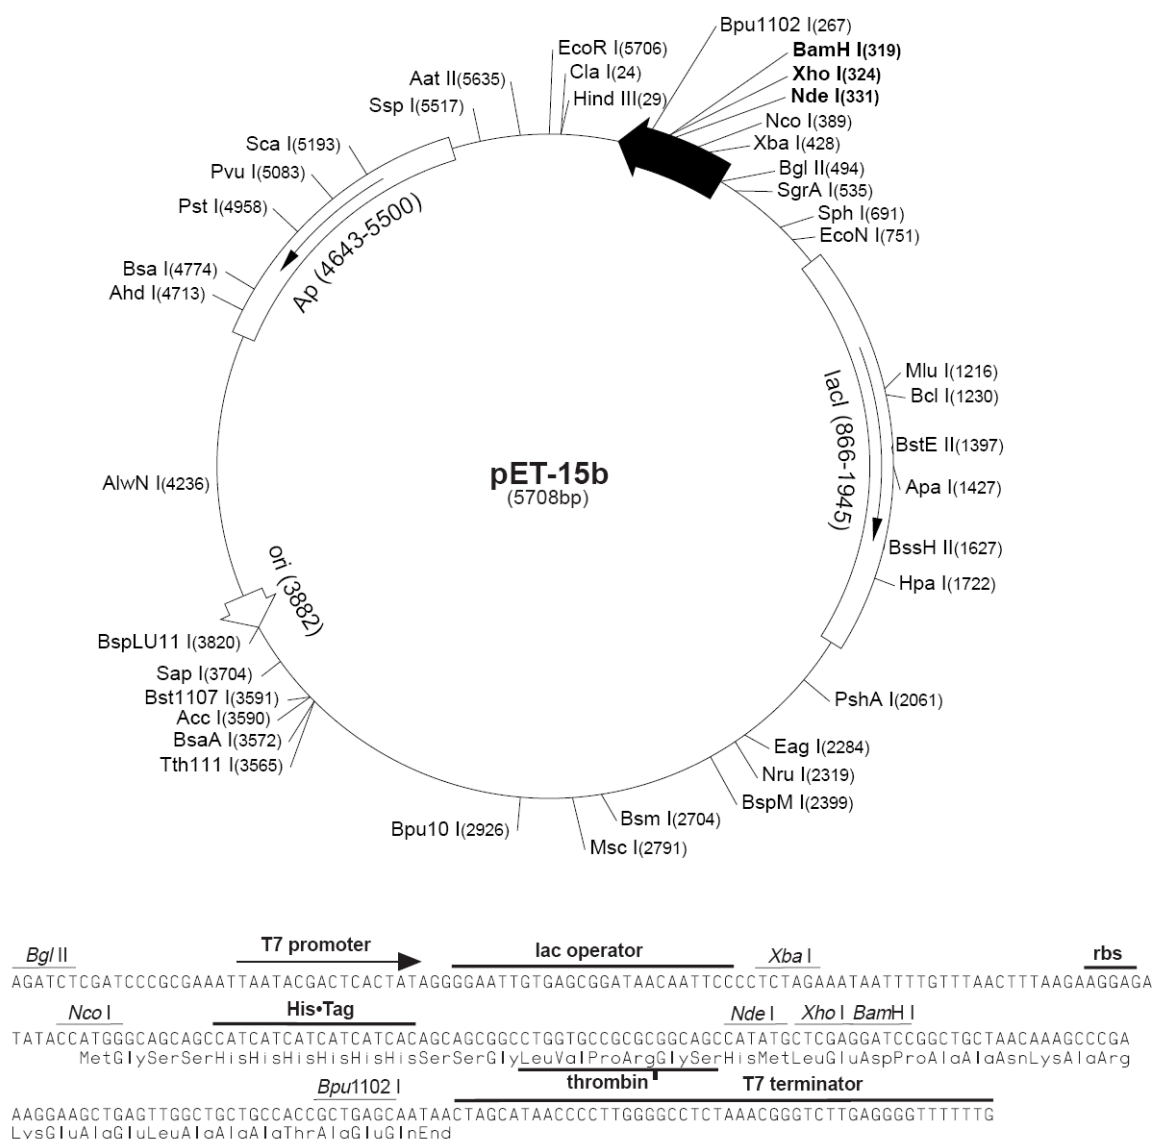 Bpu1102 I(267)
EcoR I(5706)
BamH I(319)
Cla I(24)
Xho I(324)
Aat II(5635)
Hind III(29)
Nde I(331)
Ssp I(5517)
Nco I(389)
Sca I(5193)
Xba I(428)
Pvu I(5083)
Bgl II(494)
SgrA I(535)
Pst I(4958)
Sph I(691)
EcoN I(751)
Ap (4643-5500)
Bsa I(4774)
Ahd I(4713)
Mlu I(1216)
Bcl I(1230)
lacI (866-1945)
BstE II(1397)
AlwN I(4236)
pET-15b
(5708bp)
Apa I(1427)
BssH II(1627)
ori (3882)
Hpa I(1722)
BspLU11 I(3820)
Sap I(3704)
Bst1107 I(3591)
PshA I(2061)
Acc I(3590)
BsaA I(3572)
Eag I(2284)
Tth111 I(3565)
Nru I(2319)
BspM I(2399)
Bpu10 I(2926)
Bsm I(2704)
Msc I(2791)
Bgl II T7 promoter lac operator Xba I rbs
AGATCTCGATCCCGCGAAATTAATACGACTCACTATAGGGGAATTGTGAGCGGATAACAATTCCCCTCTAGAAATAATTTTGTTTAACTTTAAGAAGGAGA
Nco I His•Tag Nde I Xho I BamH I
TATACCATGGGCAGCAGCCATCATCATCATCATCACAGCAGCGGCCTGGTGCCGCGCGGCAGCCATATGCTCGAGGATCCGGCTGCTAACAAAGCCCGA
MetGlySerSerHisHisHisHisHisHisSerSerGlyLeuValProArgGlySerHisMetLeuGluAspProAlaAlaAsnLysAlaArg
thrombin
Bpu1102 I T7 terminator
AAGGAAGCTGAGTTGGCTGCTGCCACCGCTGAGCAATAACTAGCATAACCCCTTGGGGCCTCTAAACGGGTCTTGAGGGGTTTTTTG
LysGluAlaGluLeuAlaAlaAlaThrAlaGluGlnEnd